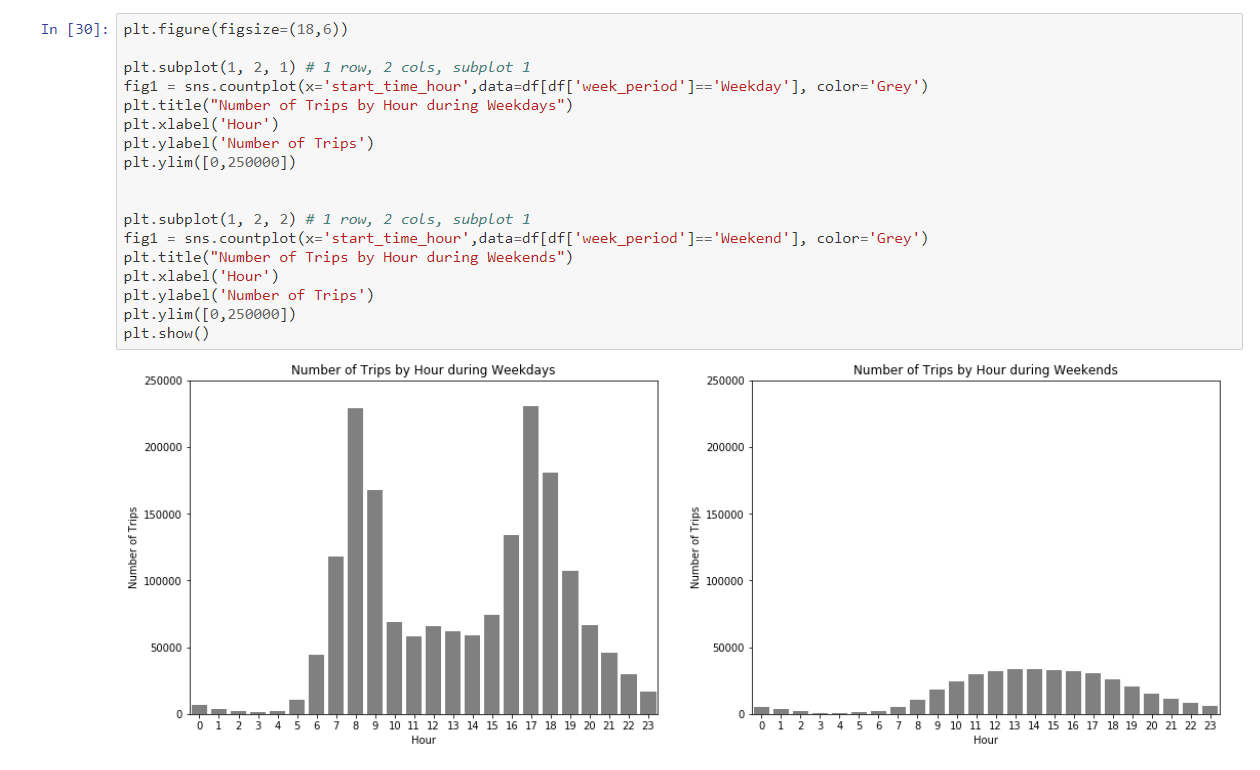 In [30]: plt.figure(figsize=(18,6))
plt.subplot(1, 2, 1) # 1 row, 2 cols, subplot 1
fig1 = sns.countplot(x='start_time_hour',data=df[df['week_period']=='Weekday'], color='Grey')
plt.title("Number of Trips by Hour during Weekdays")
plt.xlabel('Hour')
plt.ylabel('Number of Trips')
plt.ylim([0,250000])
plt.subplot(1, 2, 2) # 1 row, 2 cols, subplot 1
fig1 = sns.countplot(x='start_time_hour',data=df[df['week_period']=='Weekend'], color='Grey')
plt.title("Number of Trips by Hour during Weekends")
plt.xlabel('Hour')
plt.ylabel('Number of Trips')
plt.ylim([0,250000])
plt.show()
Number of Trips by Hour during Weekdays
250000
200000
150000
100000
50000
0
Number of Trips
0 1 2 3 4 5 6 7 8 9 10 11 12 13 14 15 16 17 18 19 20 21 22 23
Hour
Number of Trips by Hour during Weekends
250000
200000
150000
100000
50000
0
Number of Trips
0 1 2 3 4 5 6 7 8 9 10 11 12 13 14 15 16 17 18 19 20 21 22 23
Hour